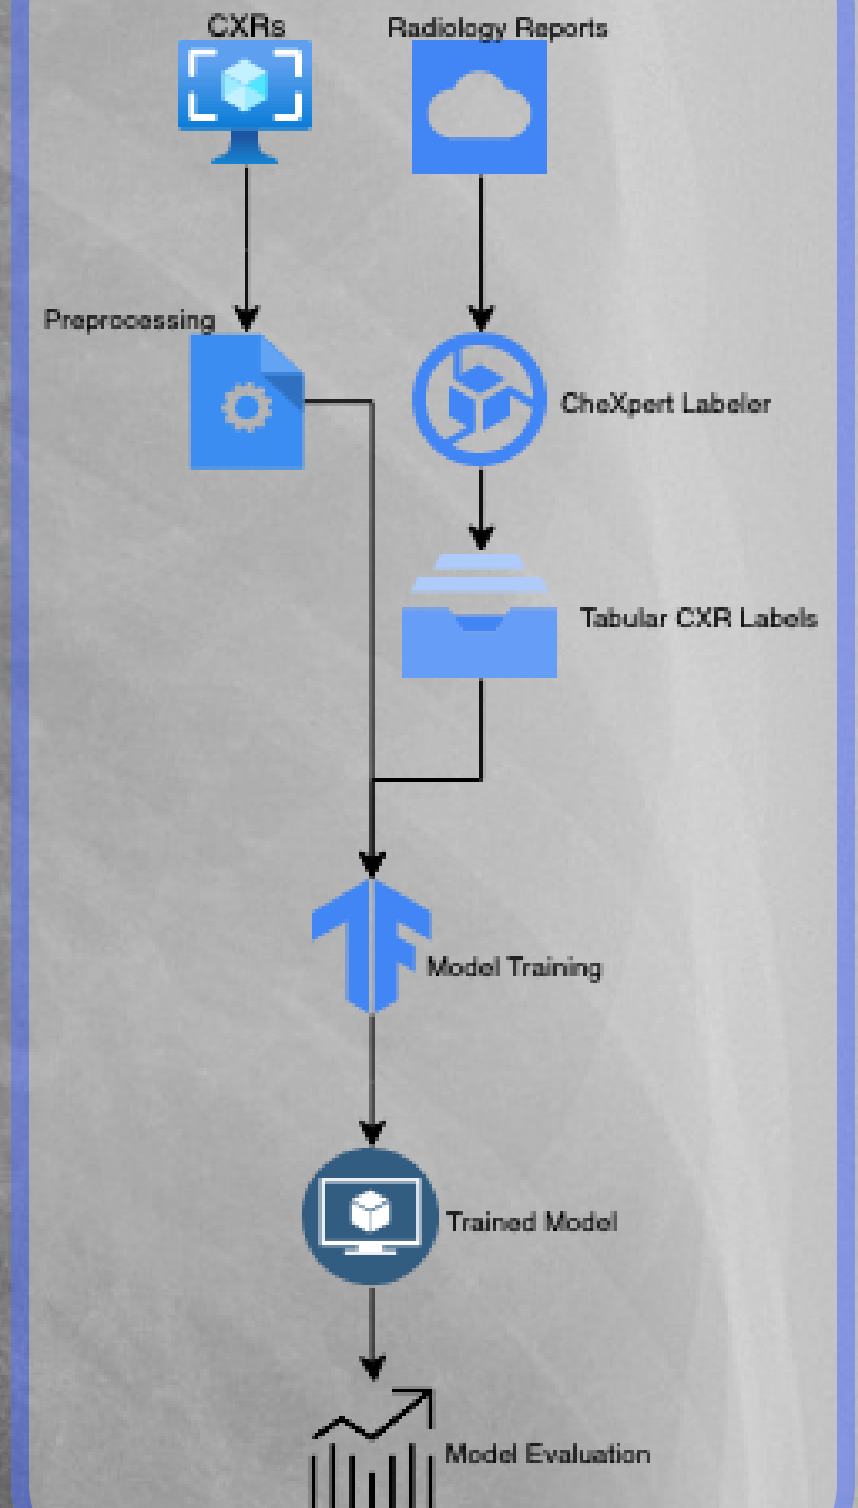 CXRs
Radiology Reports
Preprocessing
CheXpert Labeler
Tabular CXR Labels
Model Training
Trained Model
Model Evaluation